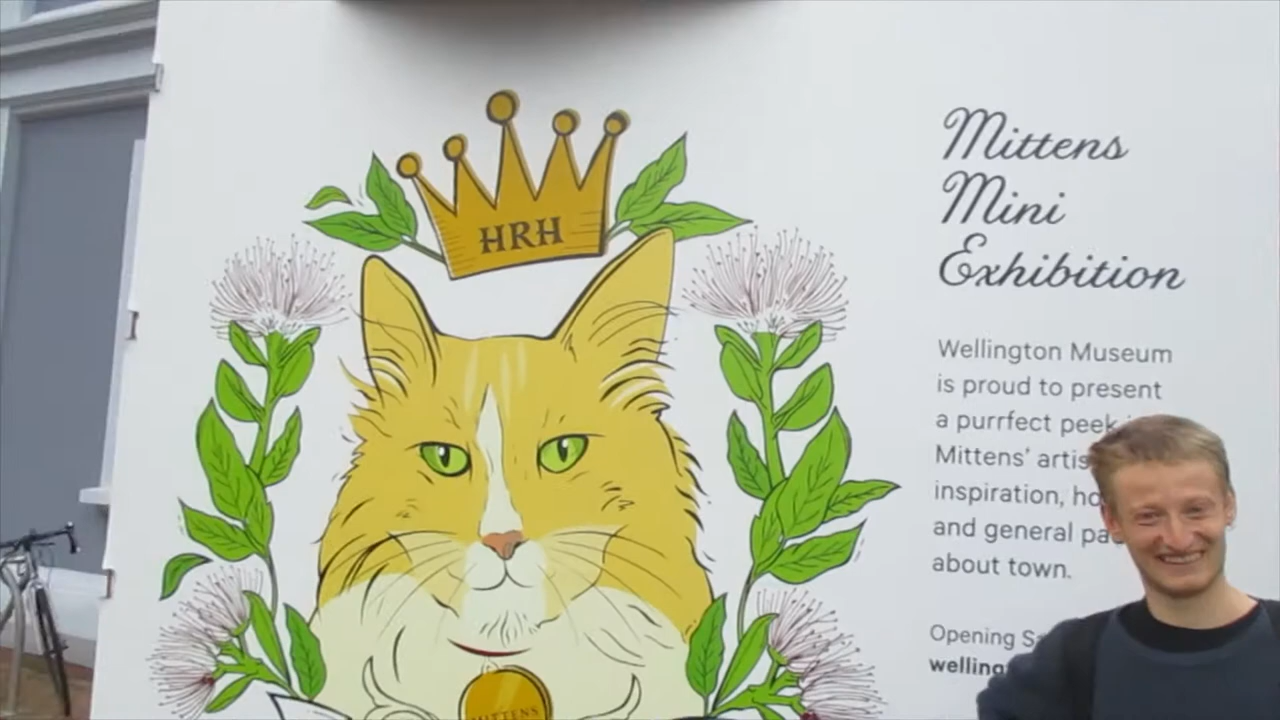 HRH
Mittens
Mini
Exhibition
Wellington Museum
is proud to present
a purrfect peek
Mittens' artis
inspiration, ho
and general pa
about town.
Opening S
welling
MITTENS